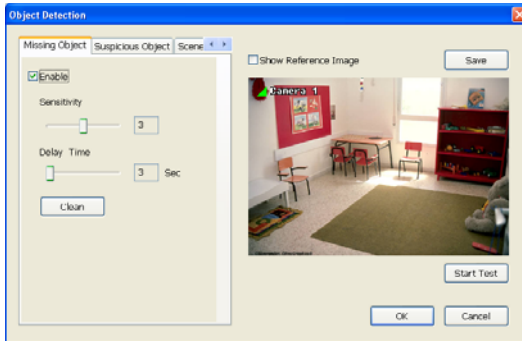 Object Detection
Missing Object Suspicious Object Scene
Enable
Sensitivity
3
Delay Time
3 Sec
Clean
Show Reference Image
Save
Camera 1
Start Test
OK
Cancel